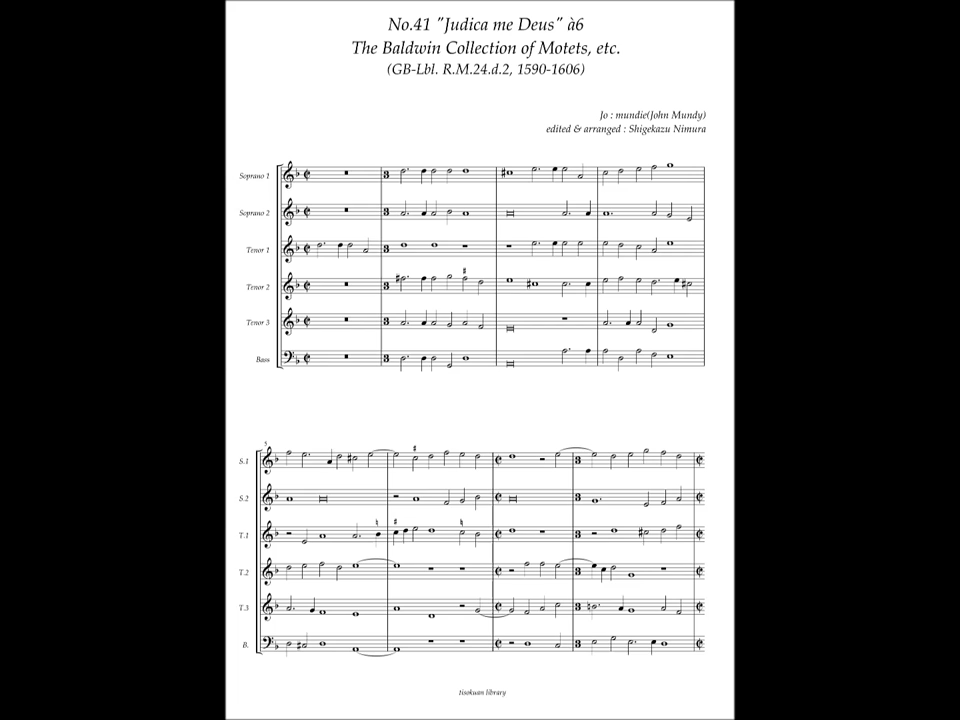 No.41 "Judica me Deus" à6
The Baldwin Collection of Motets, etc.
(GB-Lbl. R.M.24.d.2, 1590-1606)
Jo : mundie(John Mundy)
edited & arranged : Shigekazu Nimura
Soprano 1
Soprano 2
Tenor 1
Tenor 2
Tenor 3
Bass
5
S.1
S.2
T.1
T.2
T.3
B.
tisokuan library